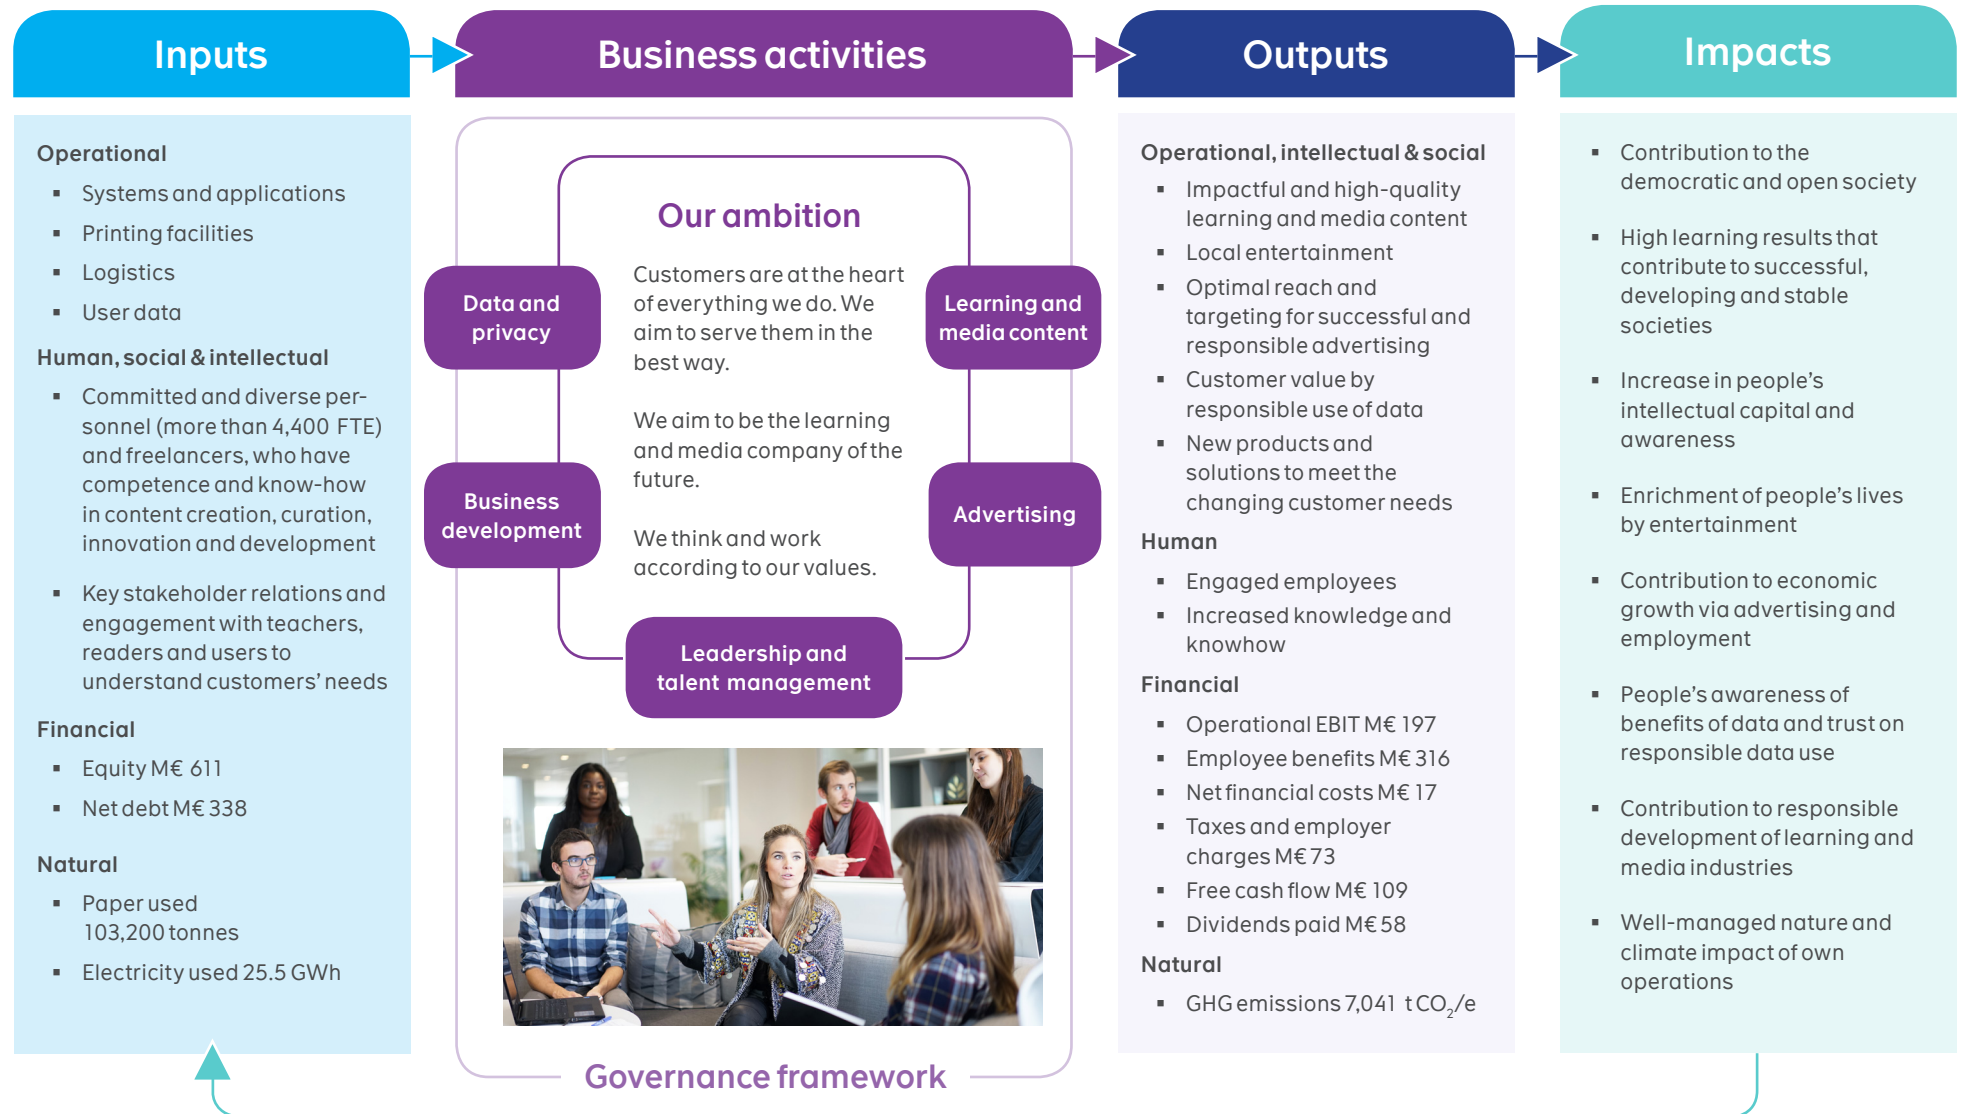 Inputs
Operational
▪ Systems and applications
▪ Printing facilities
▪ Logistics
▪ User data
Human, social & intellectual
▪ Committed and diverse per-
sonnel (more than 4,400 FTE)
and freelancers, who have
competence and know-how
in content creation, curation,
innovation and development
▪ Key stakeholder relations and
engagement with teachers,
readers and users to
understand customers’ needs
Financial
▪ Equity M€ 611
▪ Net debt M€ 338
Natural
▪ Paper used
103,200 tonnes
▪ Electricity used 25.5 GWh
Business activities
Our ambition
Customers are at the heart
of everything we do. We
aim to serve them in the
best way.
We aim to be the learning
and media company of the
future.
We think and work
according to our values.
Data and
privacy
Learning and
media content
Business
development
Advertising
Leadership and
talent management
Governance framework
Outputs
Operational, intellectual & social
▪ Impactful and high-quality
learning and media content
▪ Local entertainment
▪ Optimal reach and
targeting for successful and
responsible advertising
▪ Customer value by
responsible use of data
▪ New products and
solutions to meet the
changing customer needs
Human
▪ Engaged employees
▪ Increased knowledge and
knowhow
Financial
▪ Operational EBIT M€ 197
▪ Employee benefits M€ 316
▪ Net financial costs M€ 17
▪ Taxes and employer
charges M€ 73
▪ Free cash flow M€ 109
▪ Dividends paid M€ 58
Natural
▪ GHG emissions 7,041 t CO₂/e
Impacts
▪ Contribution to the
democratic and open society
▪ High learning results that
contribute to successful,
developing and stable
societies
▪ Increase in people’s
intellectual capital and
awareness
▪ Enrichment of people’s lives
by entertainment
▪ Contribution to economic
growth via advertising and
employment
▪ People’s awareness of
benefits of data and trust on
responsible data use
▪ Contribution to responsible
development of learning and
media industries
▪ Well-managed nature and
climate impact of own
operations